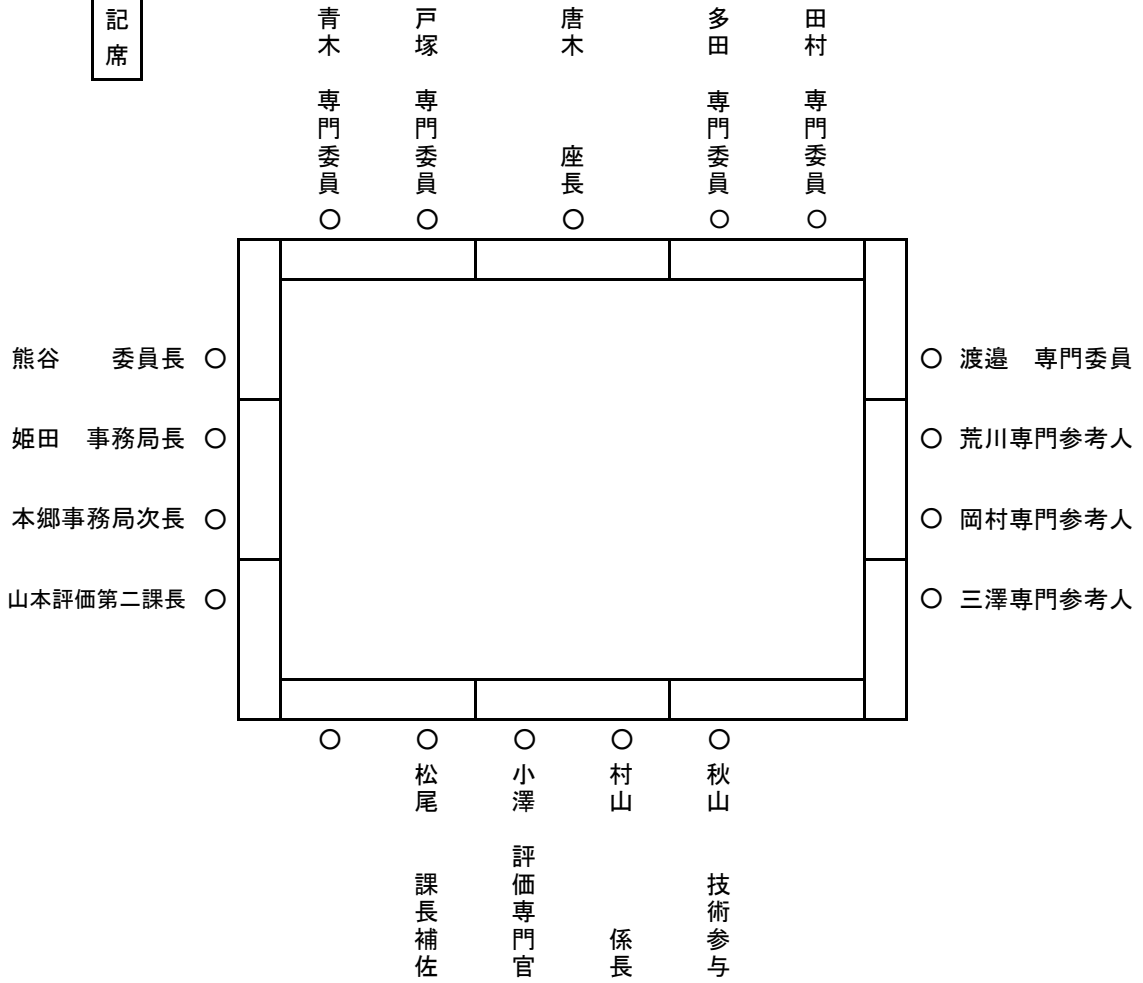 記席
青木　専門委員
戸塚　専門委員
唐木　座長
多田　専門委員
田村　専門委員
熊谷　委員長
姫田　事務局長
本郷事務局次長
山本評価第二課長
渡邉　専門委員
荒川専門参考人
岡村専門参考人
三澤専門参考人
松尾　課長補佐
小澤　評価専門官
村山　係長
秋山　技術参与